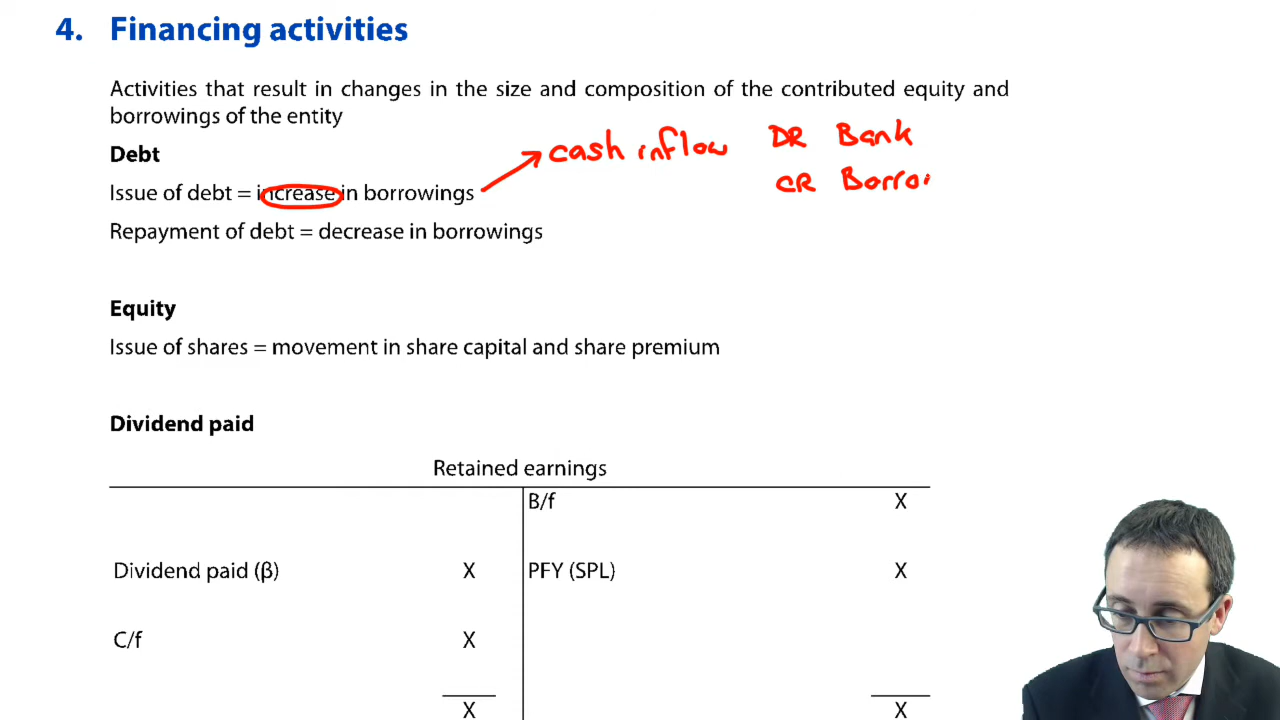 4. Financing activities
Activities that result in changes in the size and composition of the contributed equity and
borrowings of the entity
Debt
cash inflow DR Bank
Issue of debt = increase in borrowings
CR Borro
Repayment of debt = decrease in borrowings
Equity
Issue of shares = movement in share capital and share premium
Dividend paid
Retained earnings
B/f X
Dividend paid (β) X PFY (SPL) X
C/f X
X X